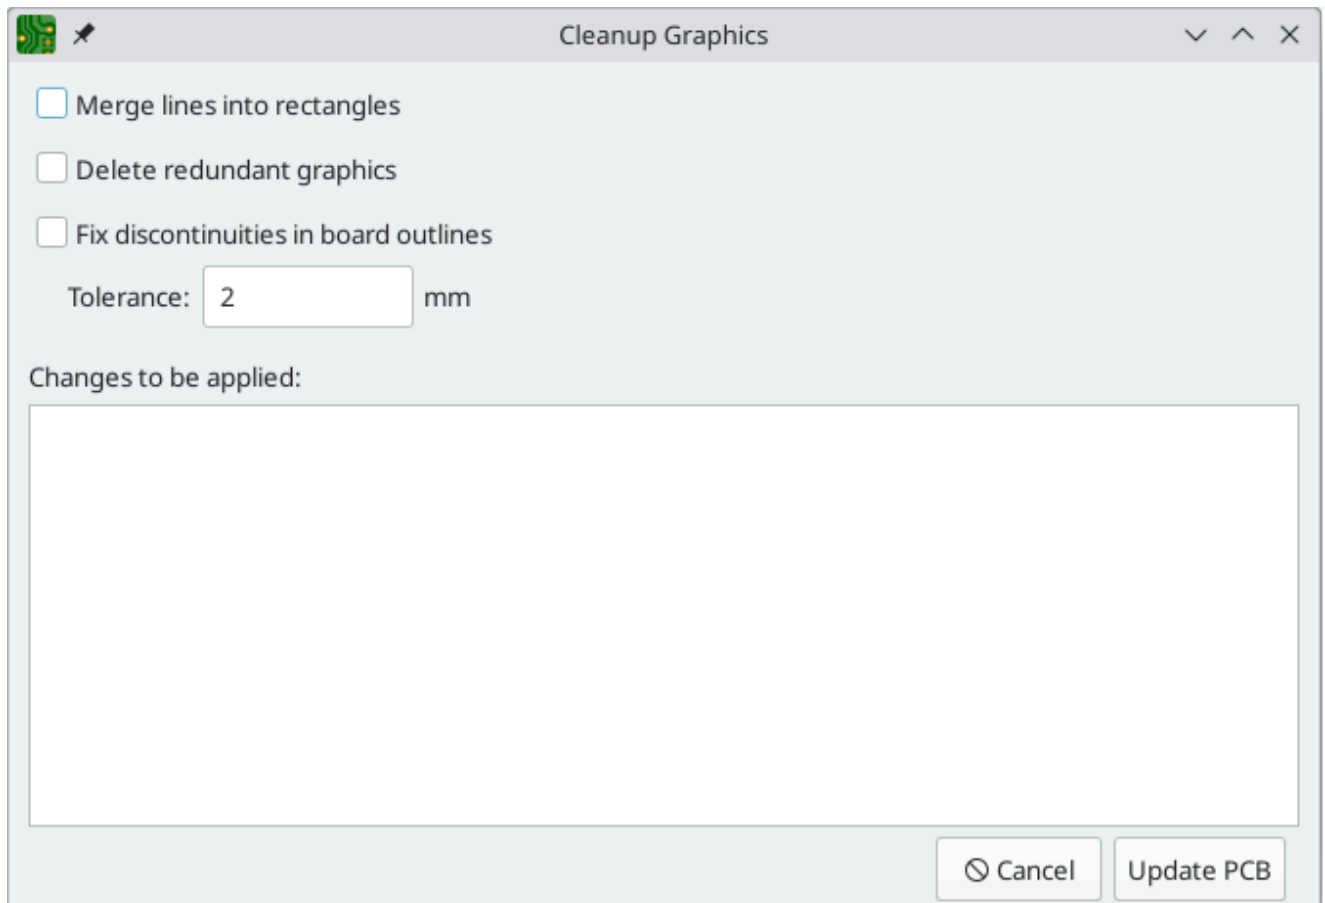 Cleanup Graphics
Merge lines into rectangles
Delete redundant graphics
Fix discontinuities in board outlines
Tolerance: 2 mm
Changes to be applied:
Cancel Update PCB